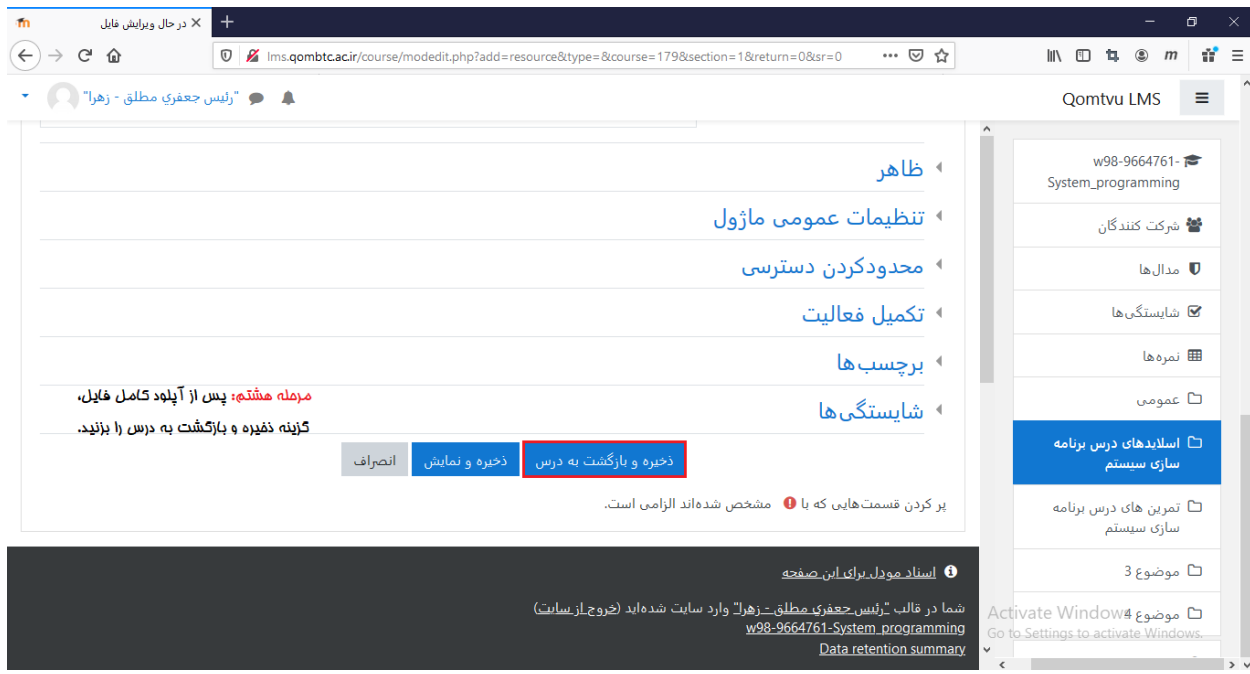 در حال ویرایش فایل
lms.qombtc.ac.ir/course/modedit.php?add=resource&type=&course=179&section=1&return=0&sr=0
Qomtvu LMS
"رئیس جعفري مطلق - زهرا"
w98-9664761-
System_programming
شرکت کنندگان
مدال‌ها
شایستگی‌ها
نمره‌ها
عمومی
اسلایدهای درس برنامه
سازی سیستم
تمرین های درس برنامه
سازی سیستم
موضوع 3
موضوع 4
ظاهر
تنظیمات عمومی ماژول
محدودکردن دسترسی
تکمیل فعالیت
برچسب‌ها
شایستگی‌ها
مرحله هشتم: پس از آپلود کامل فایل،
گزینه ذخیره و بازگشت به درس را بزنید.
ذخیره و بازگشت به درس
ذخیره و نمایش
انصراف
پر کردن قسمت‌هایی که با مشخص شده‌اند الزامی است.
اسناد مودل برای این صفحه
شما در قالب "رئیس جعفري مطلق - زهرا" وارد سایت شده‌اید (خروج از سایت)
w98-9664761-System_programming
Data retention summary
Activate Windows
Go to Settings to activate Windows.